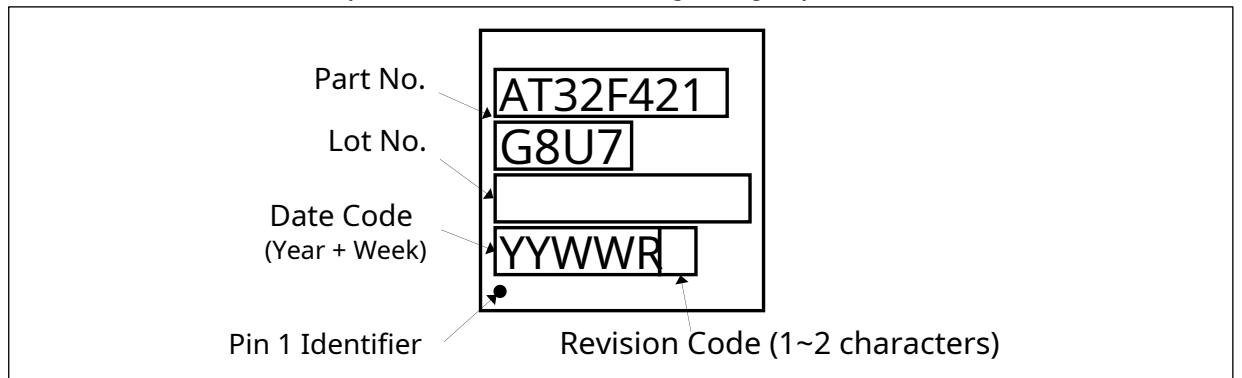 Part No.
AT32F421
G8U7
Lot No.
Date Code
(Year + Week)
YYWWR
Pin 1 Identifier
Revision Code (1~2 characters)